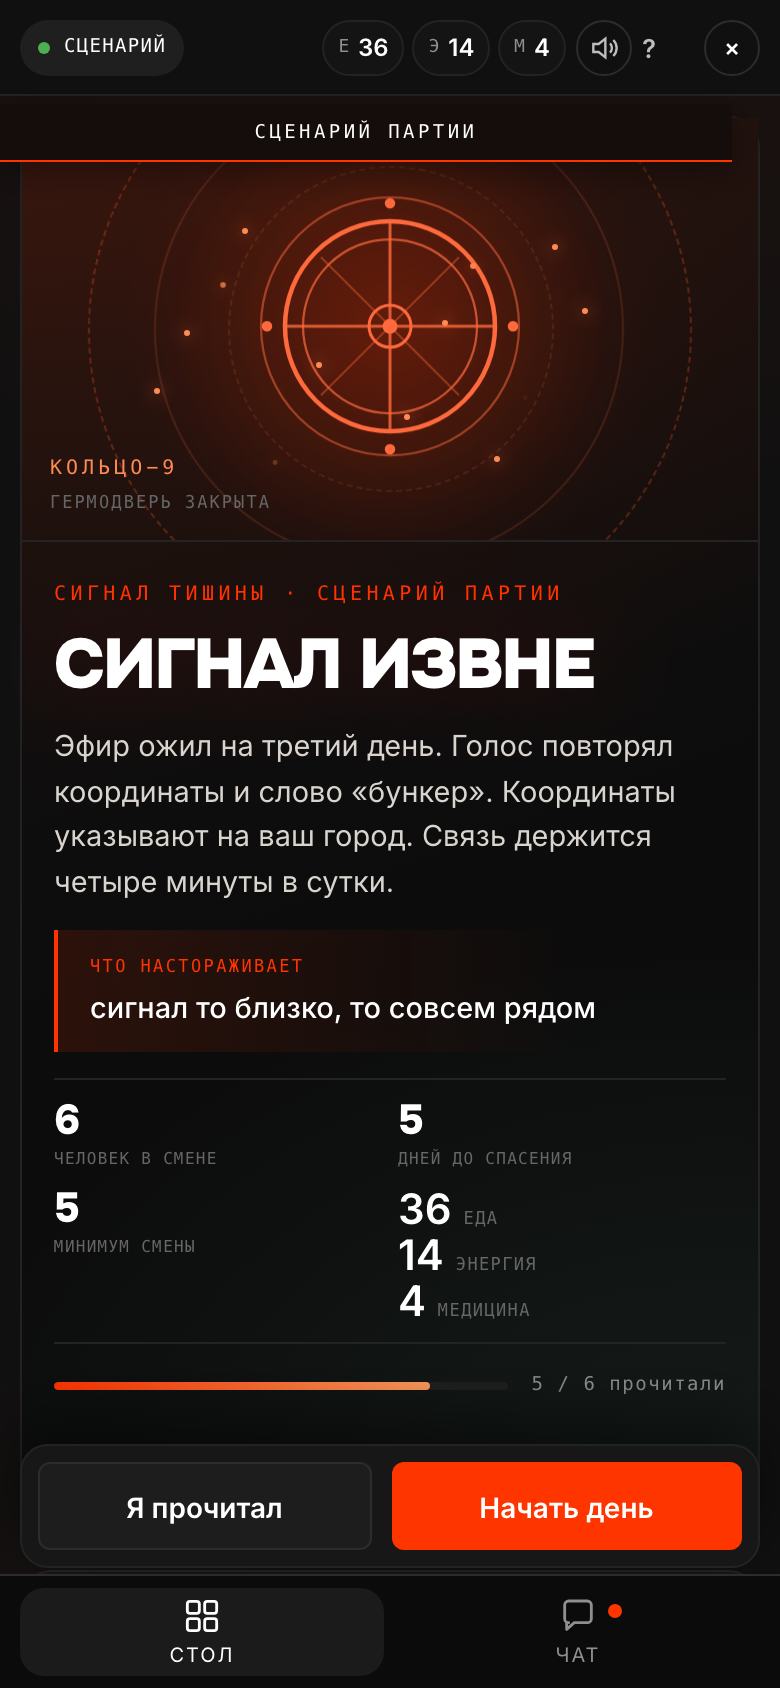 СЦЕНАРИЙ
Е 36
Э 14
М 4
?
×
СЦЕНАРИЙ ПАРТИИ
КОЛЬЦО-9
ГЕРМОДВЕРЬ ЗАКРЫТА
СИГНАЛ ТИШИНЫ · СЦЕНАРИЙ ПАРТИИ
СИГНАЛ ИЗВНЕ
Эфир ожил на третий день. Голос повторял
координаты и слово «бункер». Координаты
указывают на ваш город. Связь держится
четыре минуты в сутки.
ЧТО НАСТОРАЖИВАЕТ
сигнал то близко, то совсем рядом
6
ЧЕЛОВЕК В СМЕНЕ
5
ДНЕЙ ДО СПАСЕНИЯ
5
МИНИМУМ СМЕНЫ
36 ЕДА
14 ЭНЕРГИЯ
4 МЕДИЦИНА
5 / 6 прочитали
Я прочитал
Начать день
СТОЛ
ЧАТ